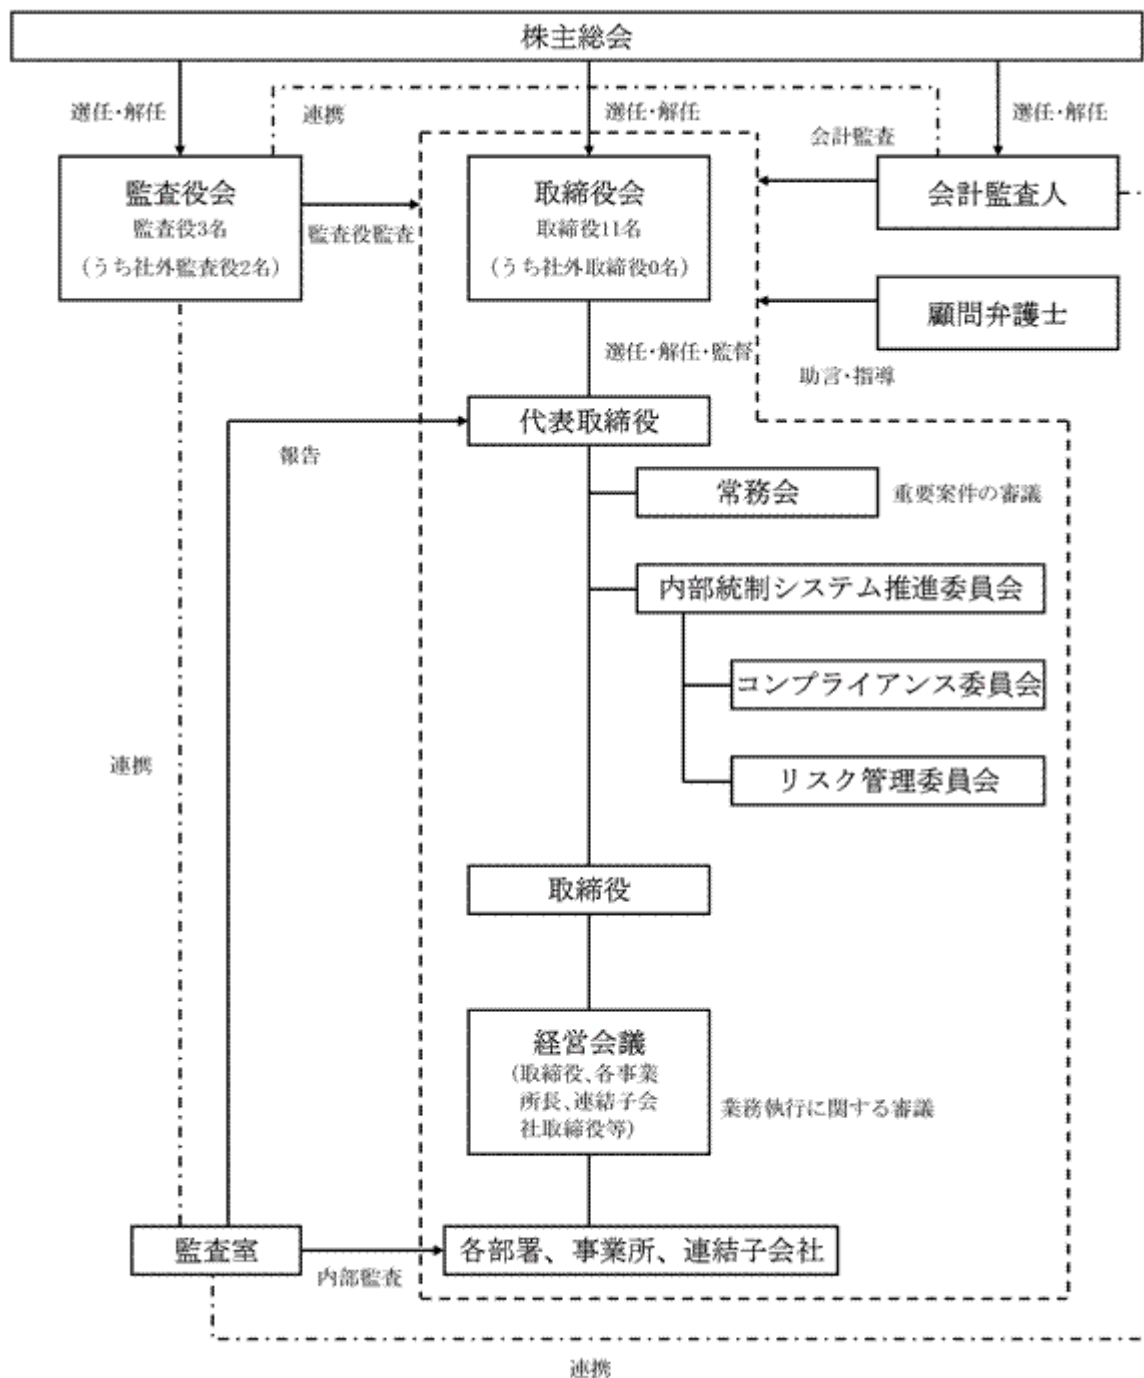 株主総会
選任・解任
連携
選任・解任
選任・解任
会計監査
監査役会
監査役3名
(うち社外監査役2名)
監査役監査
取締役会
取締役11名
(うち社外取締役0名)
会計監査人
顧問弁護士
選任・解任・監督
助言・指導
代表取締役
報告
常務会
重要案件の審議
内部統制システム推進委員会
コンプライアンス委員会
連携
リスク管理委員会
取締役
経営会議
(取締役、各事業
所長、連結子会
社取締役等)
業務執行に関する審議
監査室
内部監査
各部署、事業所、連結子会社
連携